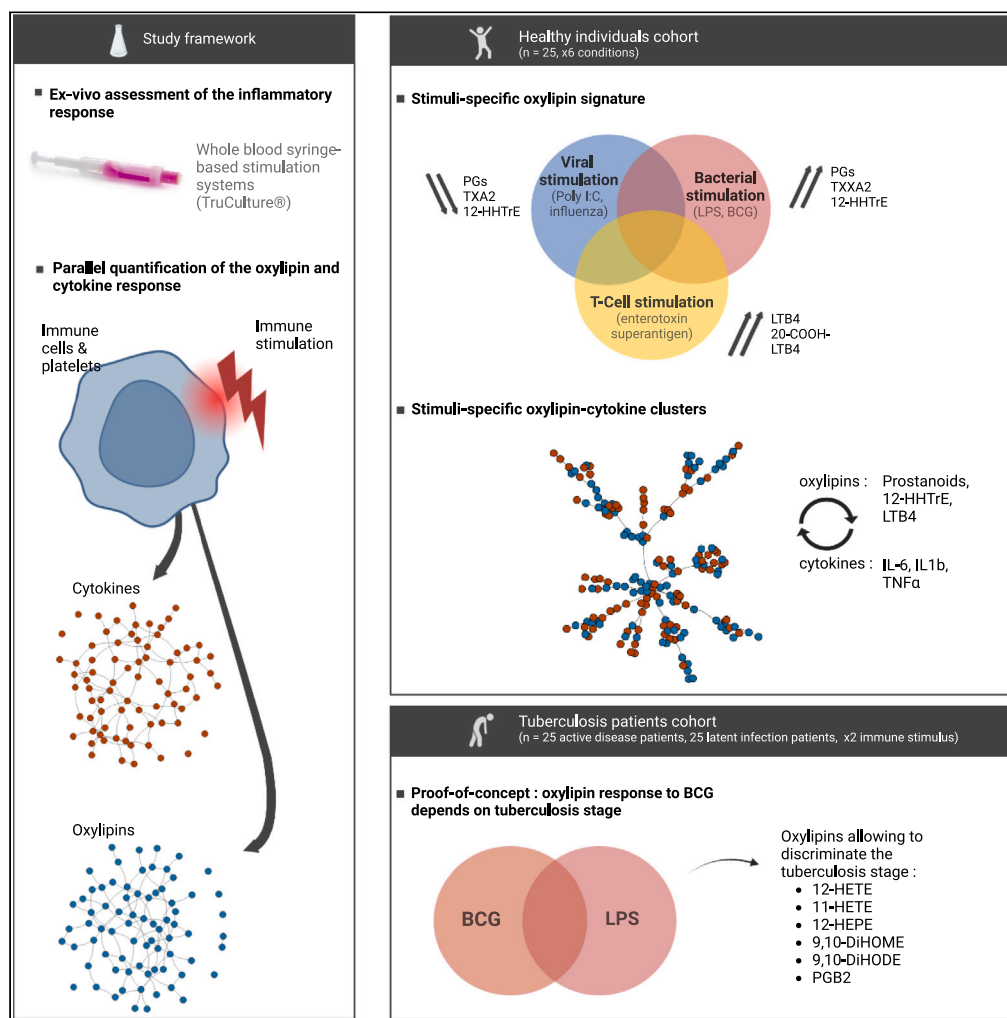 Study framework
Ex-vivo assessment of the inflammatory
response
Whole blood syringe-
based stimulation
systems
(TruCulture®)
Parallel quantification of the oxylipin and
cytokine response
Immune
cells &
platelets
Immune
stimulation
Cytokines
Oxylipins
Healthy individuals cohort
(n = 25, x6 conditions)
Stimuli-specific oxylipin signature
PGs
TXA2
12-HHTrE
Viral
stimulation
(Poly I:C,
influenza)
Bacterial
stimulation
(LPS, BCG)
PGs
TXXA2
12-HHTrE
T-Cell stimulation
(enterotoxin
superantigen)
LTB4
20-COOH-
LTB4
Stimuli-specific oxylipin-cytokine clusters
oxylipins : Prostanoids,
12-HHTrE,
LTB4
cytokines : IL-6, IL1b,
TNFα
Tuberculosis patients cohort
(n = 25 active disease patients, 25 latent infection patients, x2 immune stimulus)
Proof-of-concept : oxylipin response to BCG
depends on tuberculosis stage
BCG
LPS
Oxylipins allowing to
discriminate the
tuberculosis stage :
• 12-HETE
• 11-HETE
• 12-HEPE
• 9,10-DiHOME
• 9,10-DiHODE
• PGB2